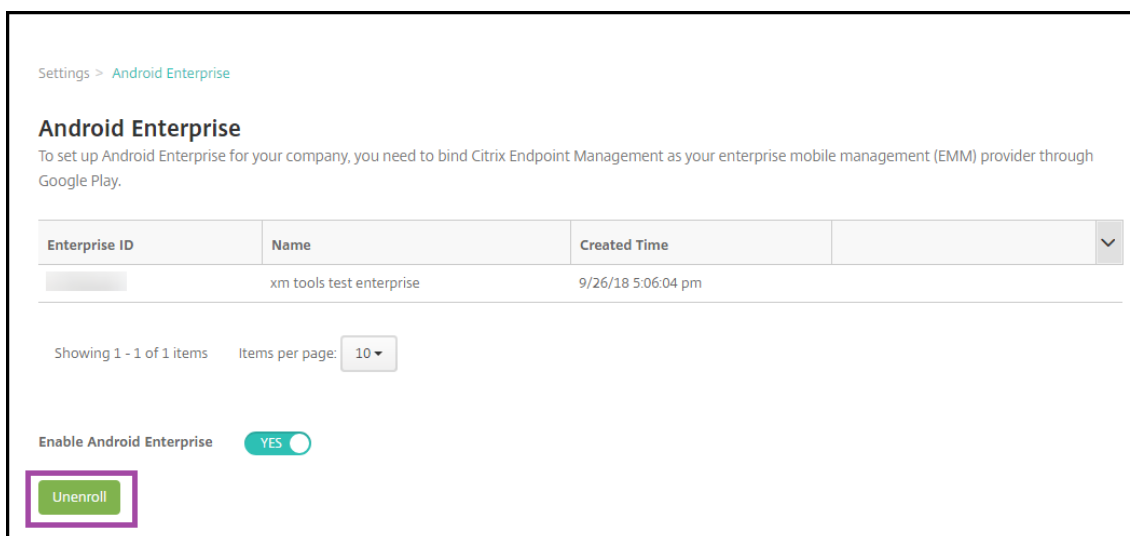 Settings > Android Enterprise
Android Enterprise
To set up Android Enterprise for your company, you need to bind Citrix Endpoint Management as your enterprise mobile management (EMM) provider through
Google Play.
Enterprise ID Name Created Time
xm tools test enterprise 9/26/18 5:06:04 pm
Showing 1 - 1 of 1 items Items per page: 10
Enable Android Enterprise YES
Unenroll